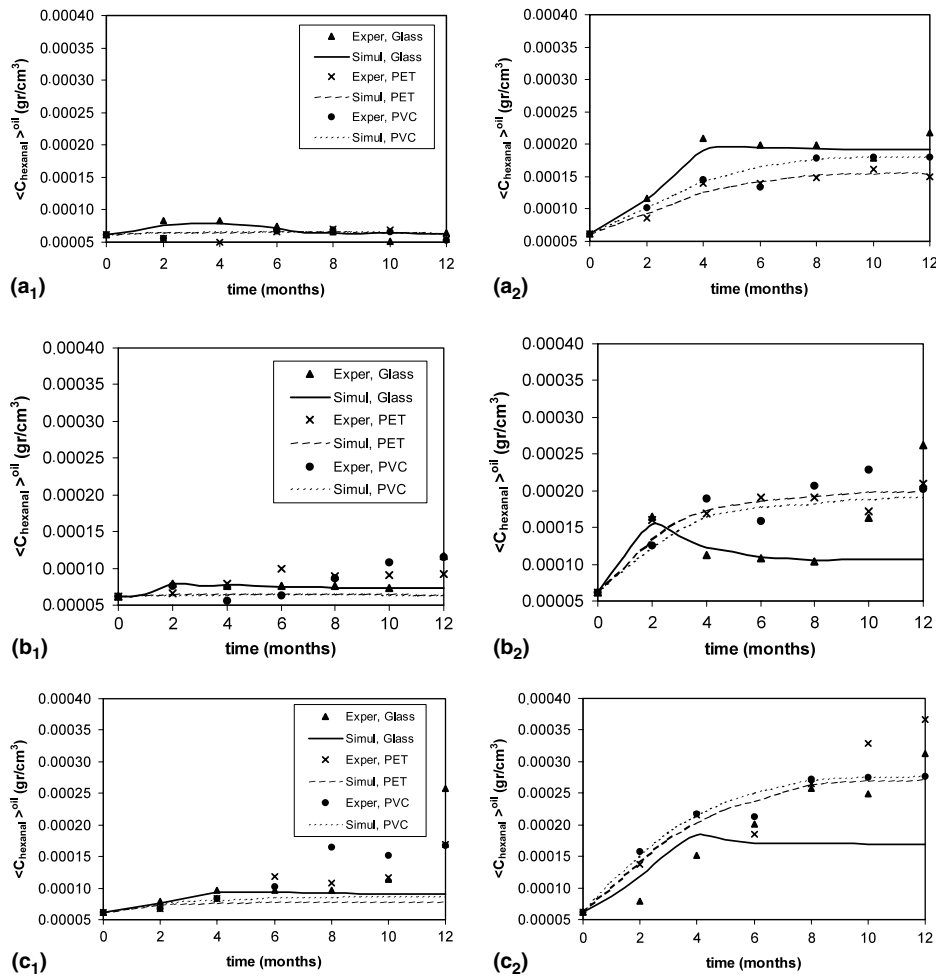 <C_hexanal>^oil (gr/cm³)
0.00040
0.00035
0.00030
0.00025
0.00020
0.00015
0.00010
0.00005
Exper, Glass
Simul, Glass
Exper, PET
Simul, PET
Exper, PVC
Simul, PVC
0 2 4 6 8 10 12
time (months)
(a₁)
<C_hexanal>^oil (gr/cm³)
0.00040
0.00035
0.00030
0.00025
0.00020
0.00015
0.00010
0.00005
0 2 4 6 8 10 12
time (months)
(a₂)
<C_hexanal>^oil (gr/cm³)
0.00040
0.00035
0.00030
0.00025
0.00020
0.00015
0.00010
0.00005
Exper, Glass
Simul, Glass
Exper, PET
Simul, PET
Exper, PVC
Simul, PVC
0 2 4 6 8 10 12
time (months)
(b₁)
<C_hexanal>^oil (gr/cm³)
0.00040
0.00035
0.00030
0.00025
0.00020
0.00015
0.00010
0.00005
0 2 4 6 8 10 12
time (months)
(b₂)
<C_hexanal>^oil (gr/cm³)
0.00040
0.00035
0.00030
0.00025
0.00020
0.00015
0.00010
0.00005
Exper, Glass
Simul, Glass
Exper, PET
Simul, PET
Exper, PVC
Simul, PVC
0 2 4 6 8 10 12
time (months)
(c₁)
<C_hexanal>^oil (gr/cm³)
0.00040
0.00035
0.00030
0.00025
0.00020
0.00015
0.00010
0.00005
0 2 4 6 8 10 12
time (months)
(c₂)